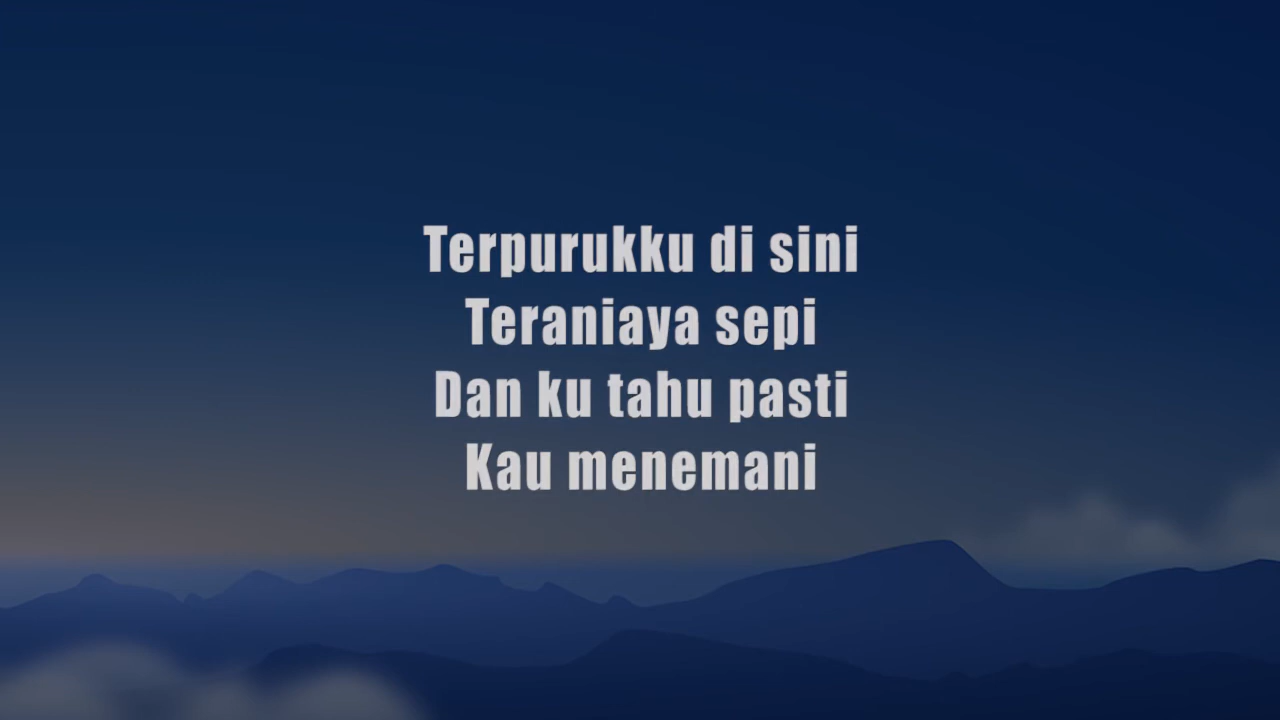 Terpurukku di sini
Teraniaya sepi
Dan ku tahu pasti
Kau menemani